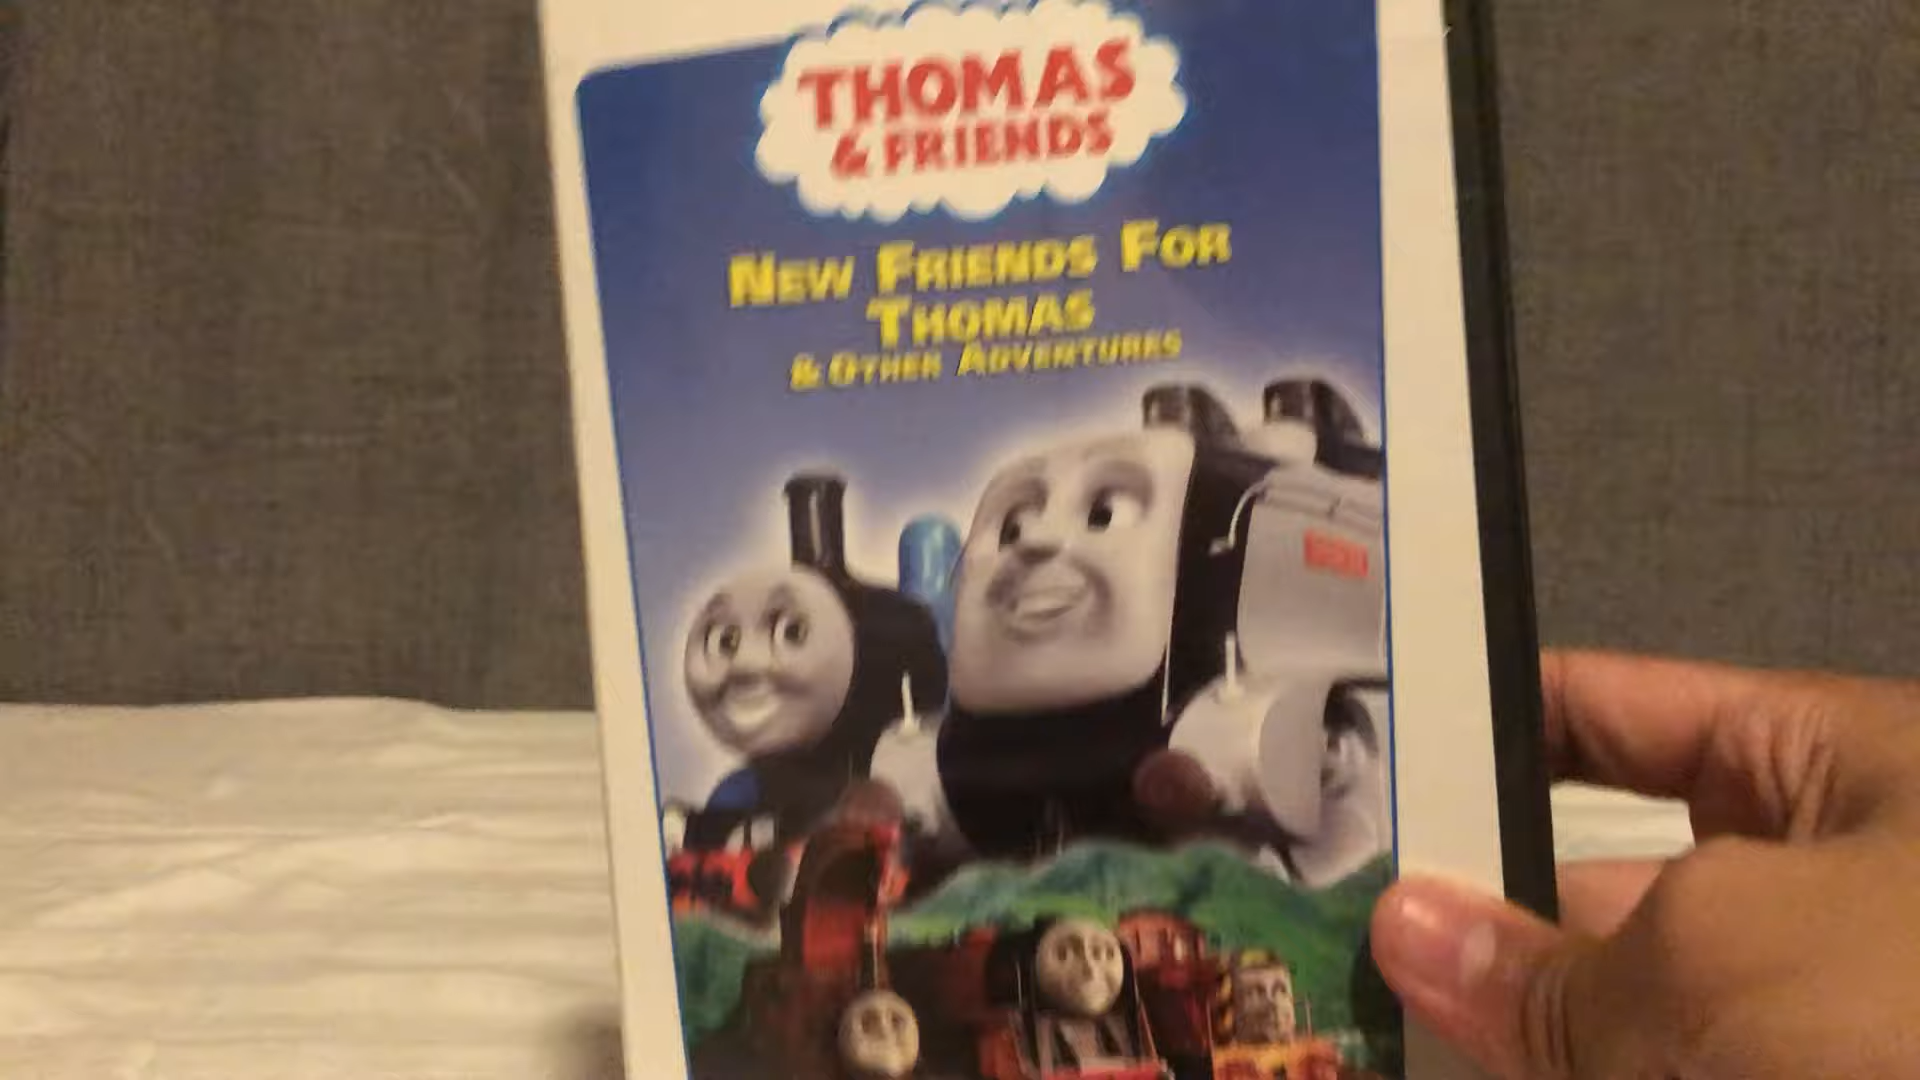 THOMAS
& FRIENDS
NEW FRIENDS FOR
THOMAS
& OTHER ADVENTURES